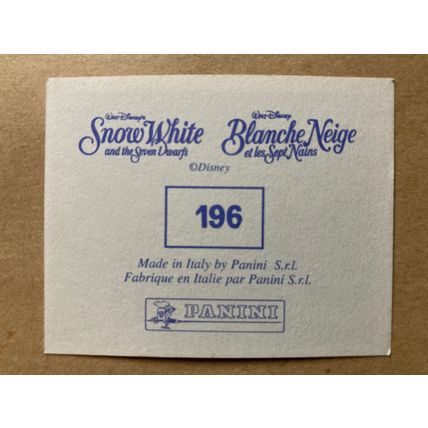 Walt Disney's
Snow White
and the Seven Dwarfs
Walt Disney
Blanche Neige
et les Sept Nains
©Disney
196
Made in Italy by Panini S.r.l.
Fabrique en Italie par Panini S.r.l.
PANINI